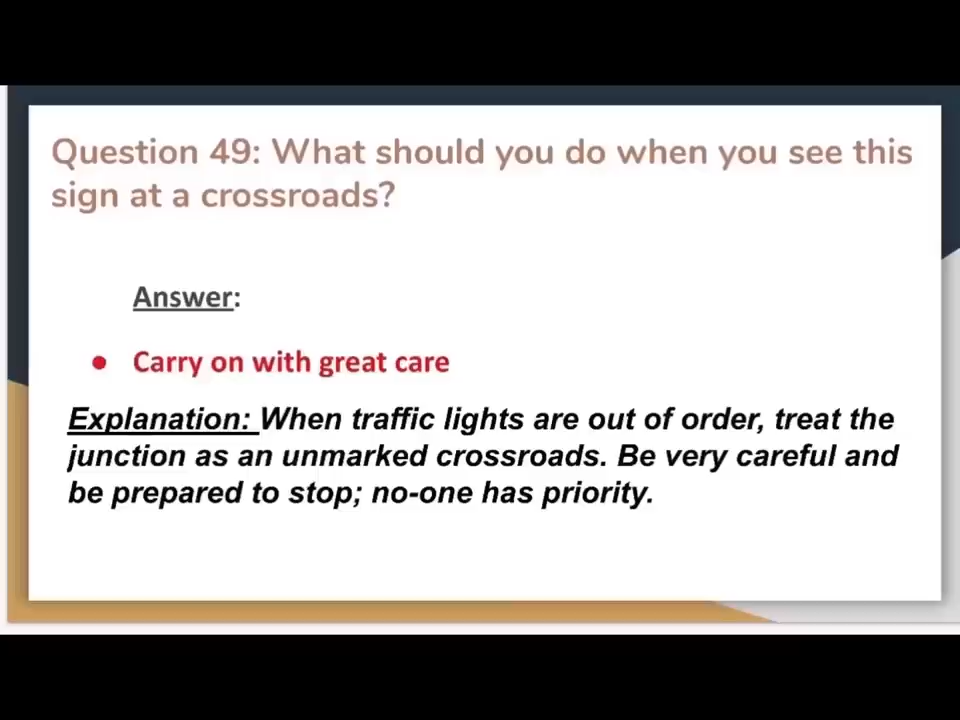 Question 49: What should you do when you see this
sign at a crossroads?
Answer:
● Carry on with great care
Explanation: When traffic lights are out of order, treat the
junction as an unmarked crossroads. Be very careful and
be prepared to stop; no-one has priority.